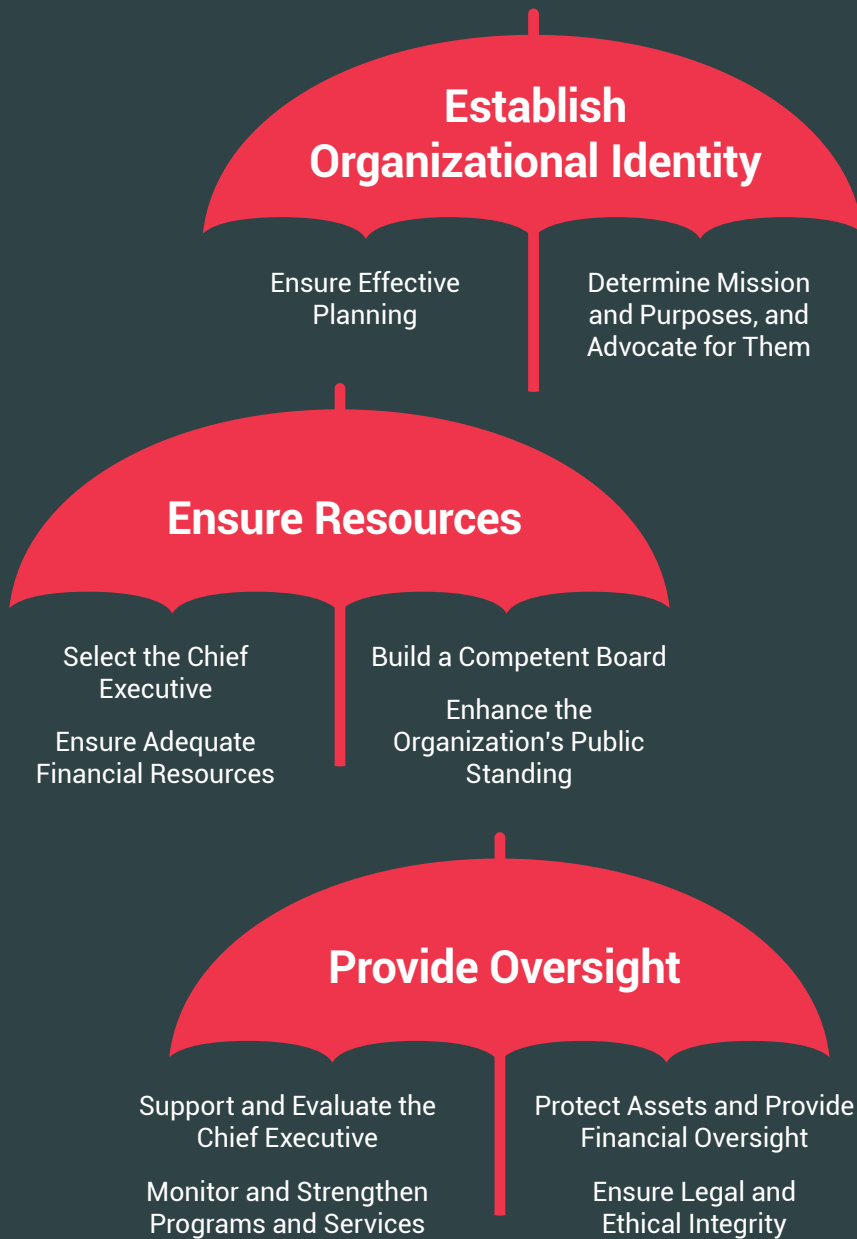 Establish
Organizational Identity
Ensure Effective
Planning
Determine Mission
and Purposes, and
Advocate for Them
Ensure Resources
Select the Chief
Executive
Ensure Adequate
Financial Resources
Build a Competent Board
Enhance the
Organization's Public
Standing
Provide Oversight
Support and Evaluate the
Chief Executive
Monitor and Strengthen
Programs and Services
Protect Assets and Provide
Financial Oversight
Ensure Legal and
Ethical Integrity